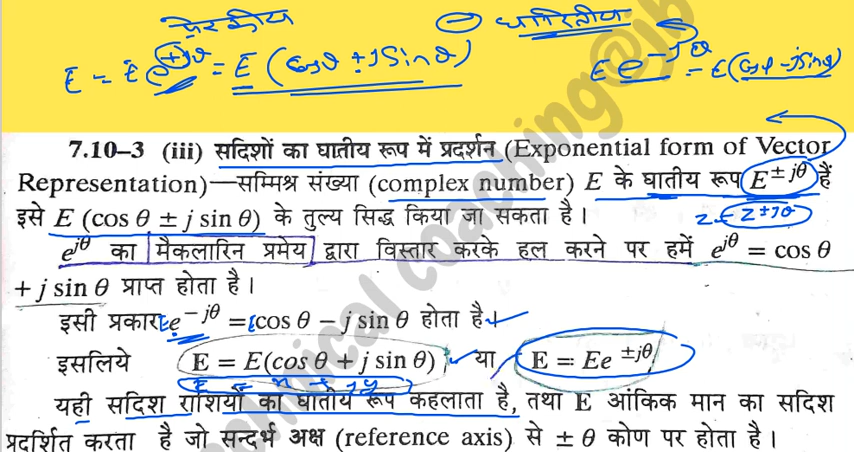 प्रेरकीय – धारितीय
E = E e^{+jθ} = E (cosθ + j sinθ) E e^{-jθ} = E(cosθ - j sinθ)
7.10–3 (iii) सदिशों का घातीय रूप में प्रदर्शन (Exponential form of Vector
Representation)—सम्मिश्र संख्या (complex number) E के घातीय रूप E^{± jθ} हैं
इसे E (cos θ ± j sin θ) के तुल्य सिद्ध किया जा सकता है।
e^{jθ} का मैकलारिन प्रमेय द्वारा विस्तार करके हल करने पर हमें e^{jθ} = cos θ
+ j sin θ प्राप्त होता है।
इसी प्रकार e^{–jθ} = cos θ – j sin θ होता है।
इसलिये E = E(cos θ + j sin θ) या E = Ee^{±jθ}
E = x + jy
यही सदिश राशियों का घातीय रूप कहलाता है, तथा E आंकिक मान का सदिश
प्रदर्शित करता है जो सन्दर्भ अक्ष (reference axis) से ± θ कोण पर होता है।